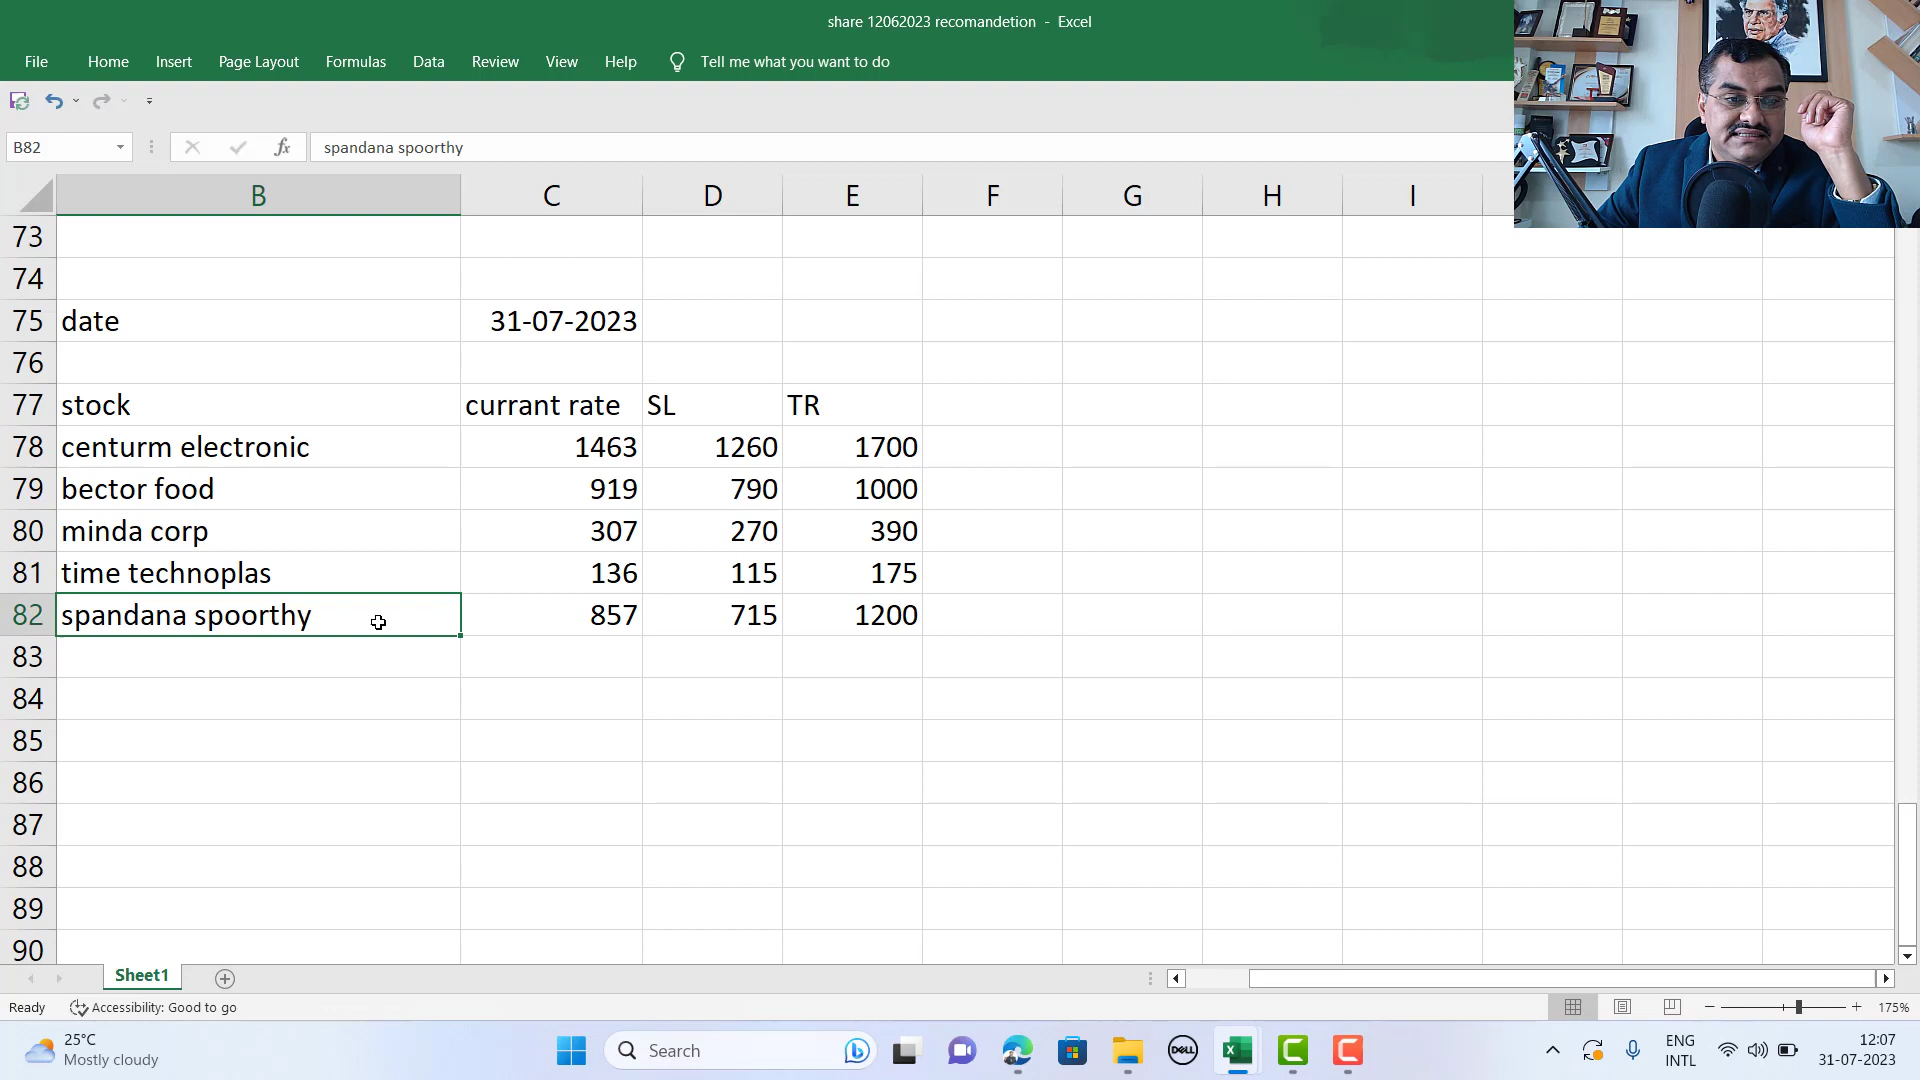 share 12062023 recomandetion - Excel
File Home Insert Page Layout Formulas Data Review View Help Tell me what you want to do
B82 fx spandana spoorthy
B C D E F G H I
73
74
75 date 31-07-2023
76
77 stock currant rate SL TR
78 centurm electronic 1463 1260 1700
79 bector food 919 790 1000
80 minda corp 307 270 390
81 time technoplas 136 115 175
82 spandana spoorthy 857 715 1200
83
84
85
86
87
88
89
90
Sheet1
Ready Accessibility: Good to go 175%
25°C
Mostly cloudy
Search
DELL
ENG
INTL
12:07
31-07-2023